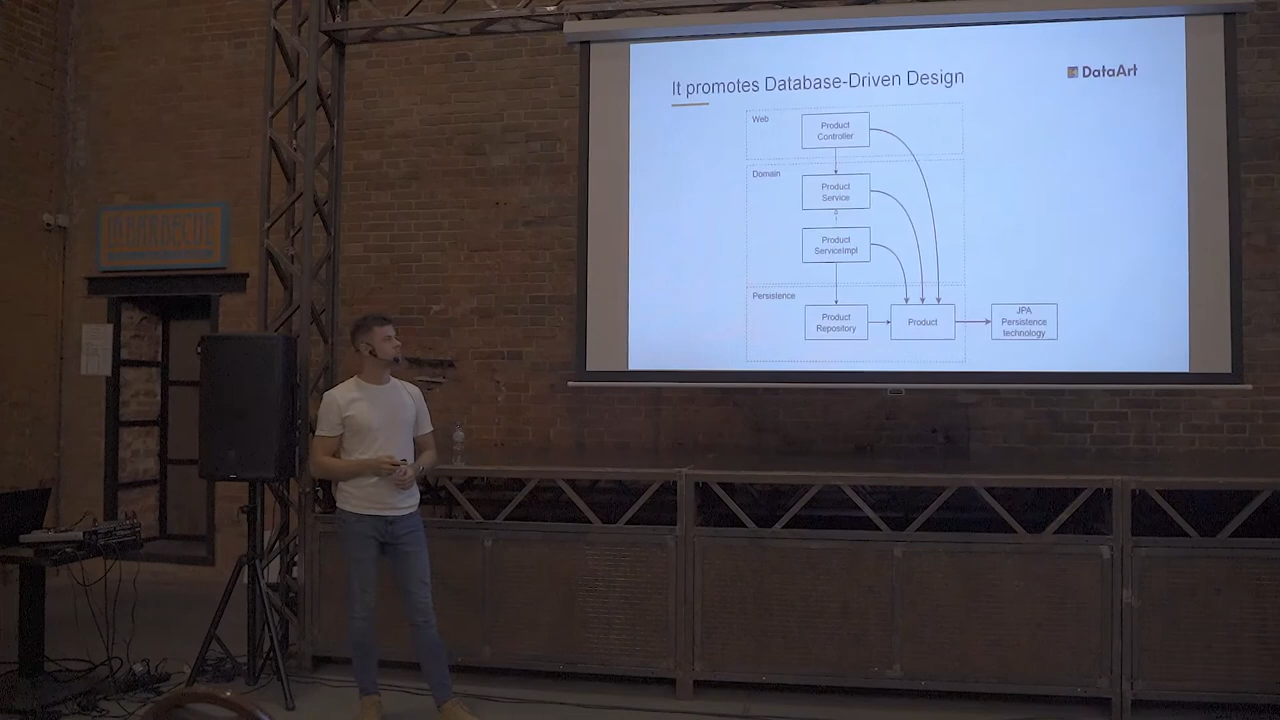 It promotes Database-Driven Design
DataArt
Web
Product
Controller
Domain
Product
Service
Product
ServiceImpl
Persistence
Product
Repository
Product
JPA
Persistence
technology